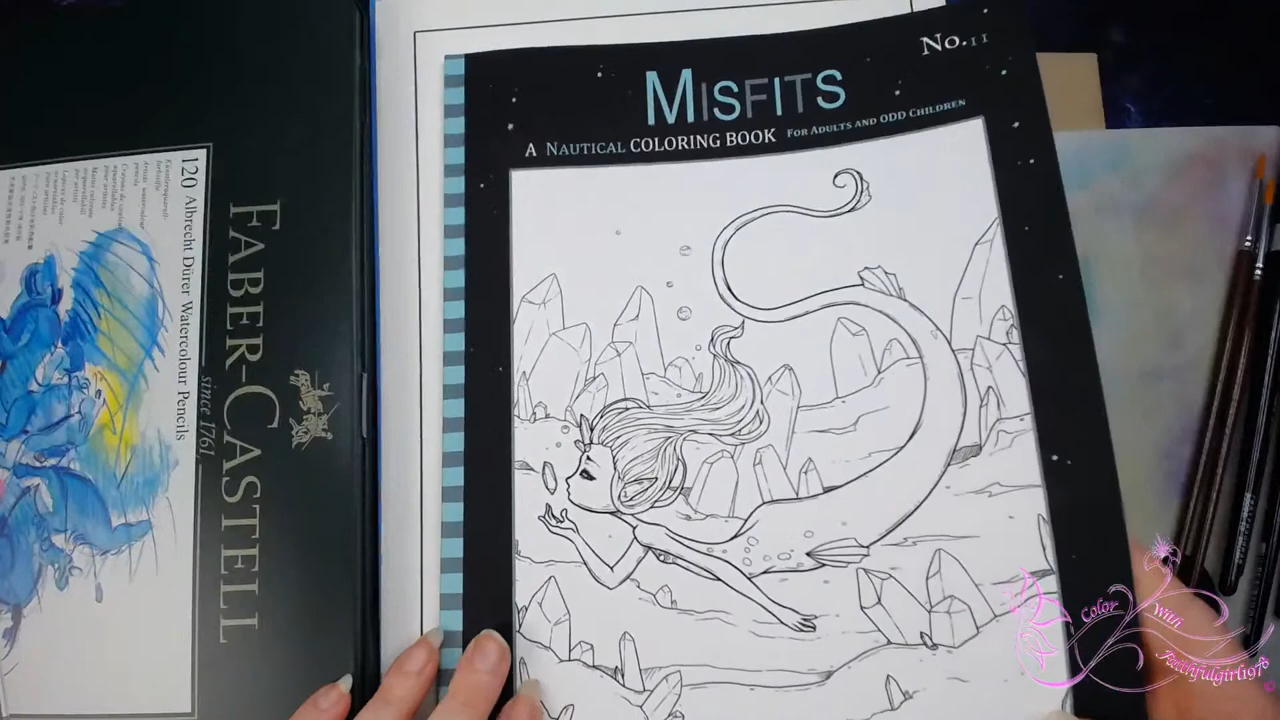 No. 11
MISFITS
A NAUTICAL COLORING BOOK FOR ADULTS AND ODD CHILDREN
FABER-CASTELL
since 1761
120 Albrecht Dürer Watercolour Pencils
Color With
Faithfulgirl1978